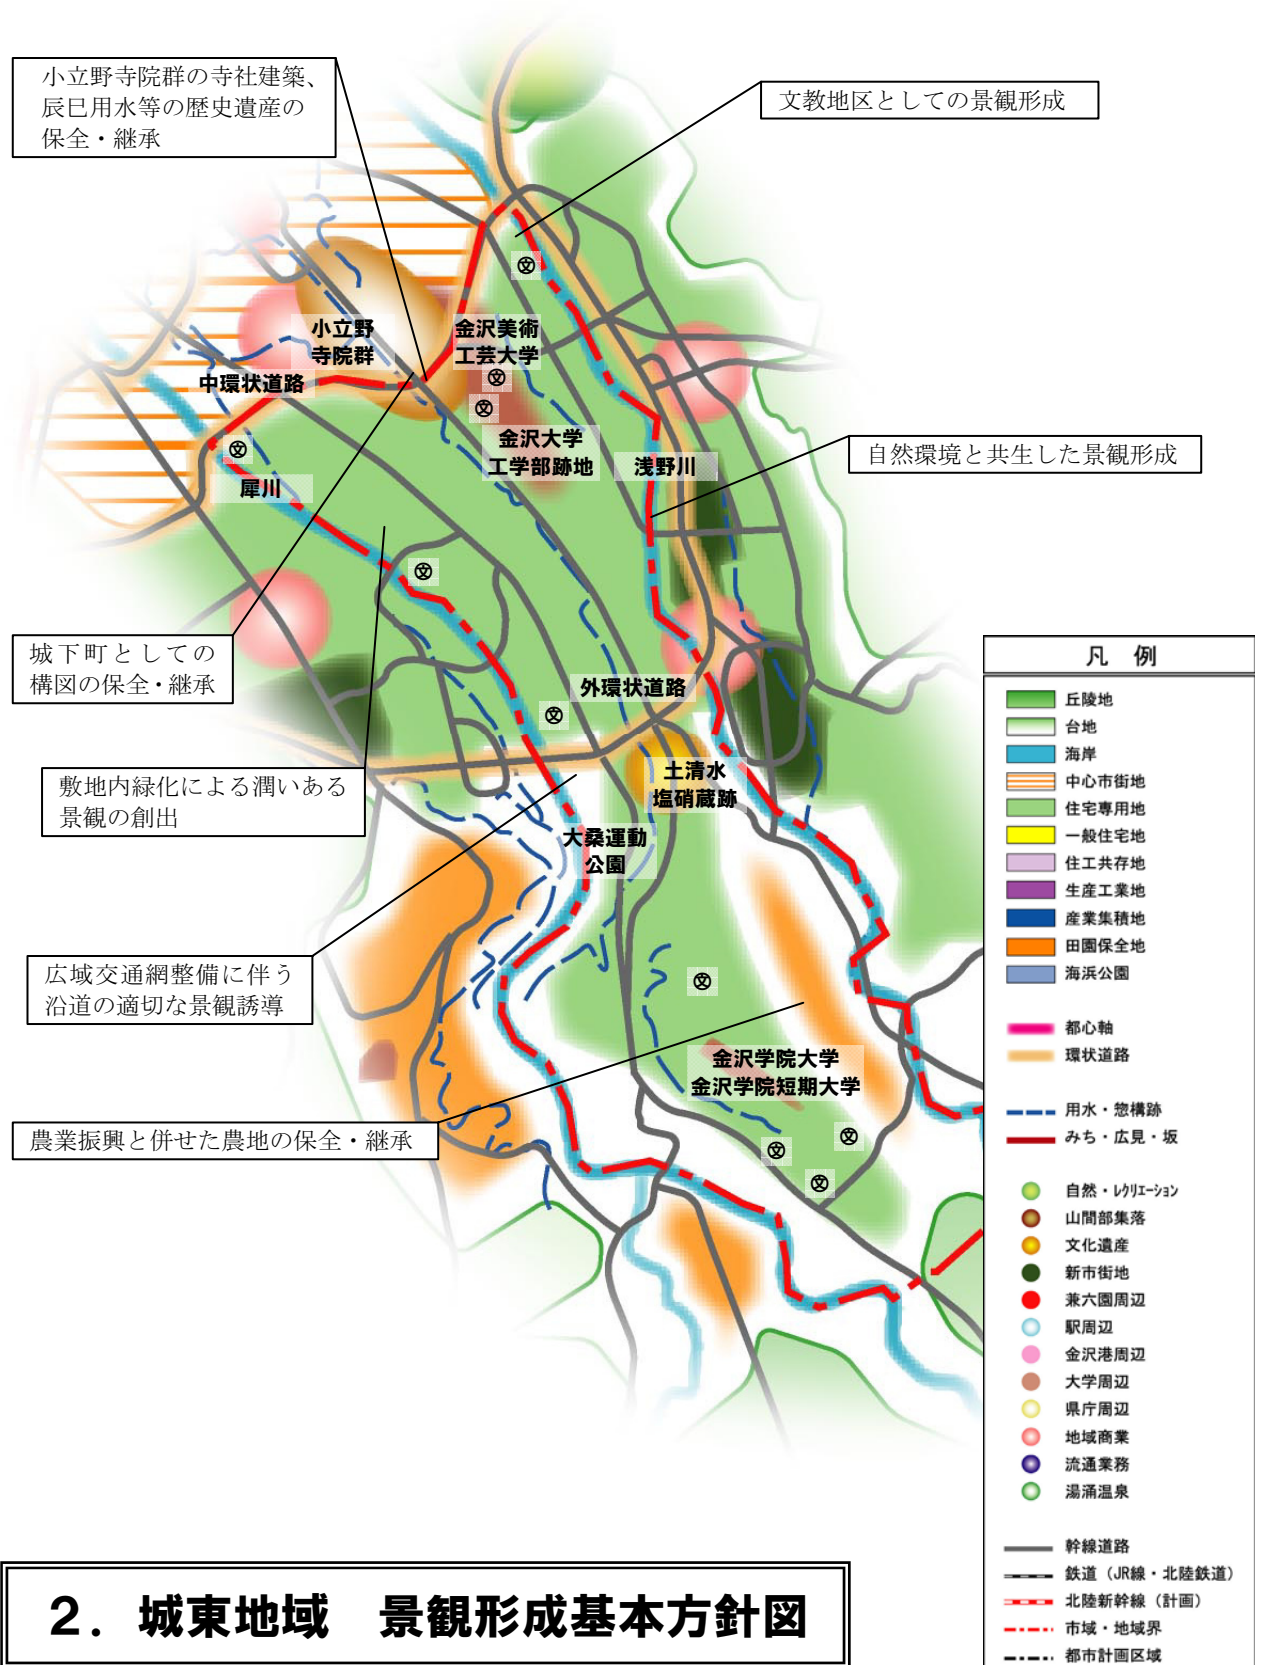 小立野寺院群の寺社建築、
辰巳用水等の歴史遺産の
保全・継承
文教地区としての景観形成
文
小立野
寺院群
金沢美術
工芸大学
文
中環状道路
文
金沢大学
工学部跡地
浅野川
自然環境と共生した景観形成
文
犀川
文
城下町としての
構図の保全・継承
外環状道路
文
敷地内緑化による潤いある
景観の創出
土清水
塩硝蔵跡
大桑運動
公園
広域交通網整備に伴う
沿道の適切な景観誘導
文
金沢学院大学
金沢学院短期大学
農業振興と併せた農地の保全・継承
文
文
文
凡 例
丘陵地
台地
海岸
中心市街地
住宅専用地
一般住宅地
住工共存地
生産工業地
産業集積地
田園保全地
海浜公園
都心軸
環状道路
用水・惣構跡
みち・広見・坂
自然・レクリエーション
山間部集落
文化遺産
新市街地
兼六園周辺
駅周辺
金沢港周辺
大学周辺
県庁周辺
地域商業
流通業務
湯涌温泉
幹線道路
鉄道（JR線・北陸鉄道）
北陸新幹線（計画）
市域・地域界
都市計画区域
２．城東地域 景観形成基本方針図